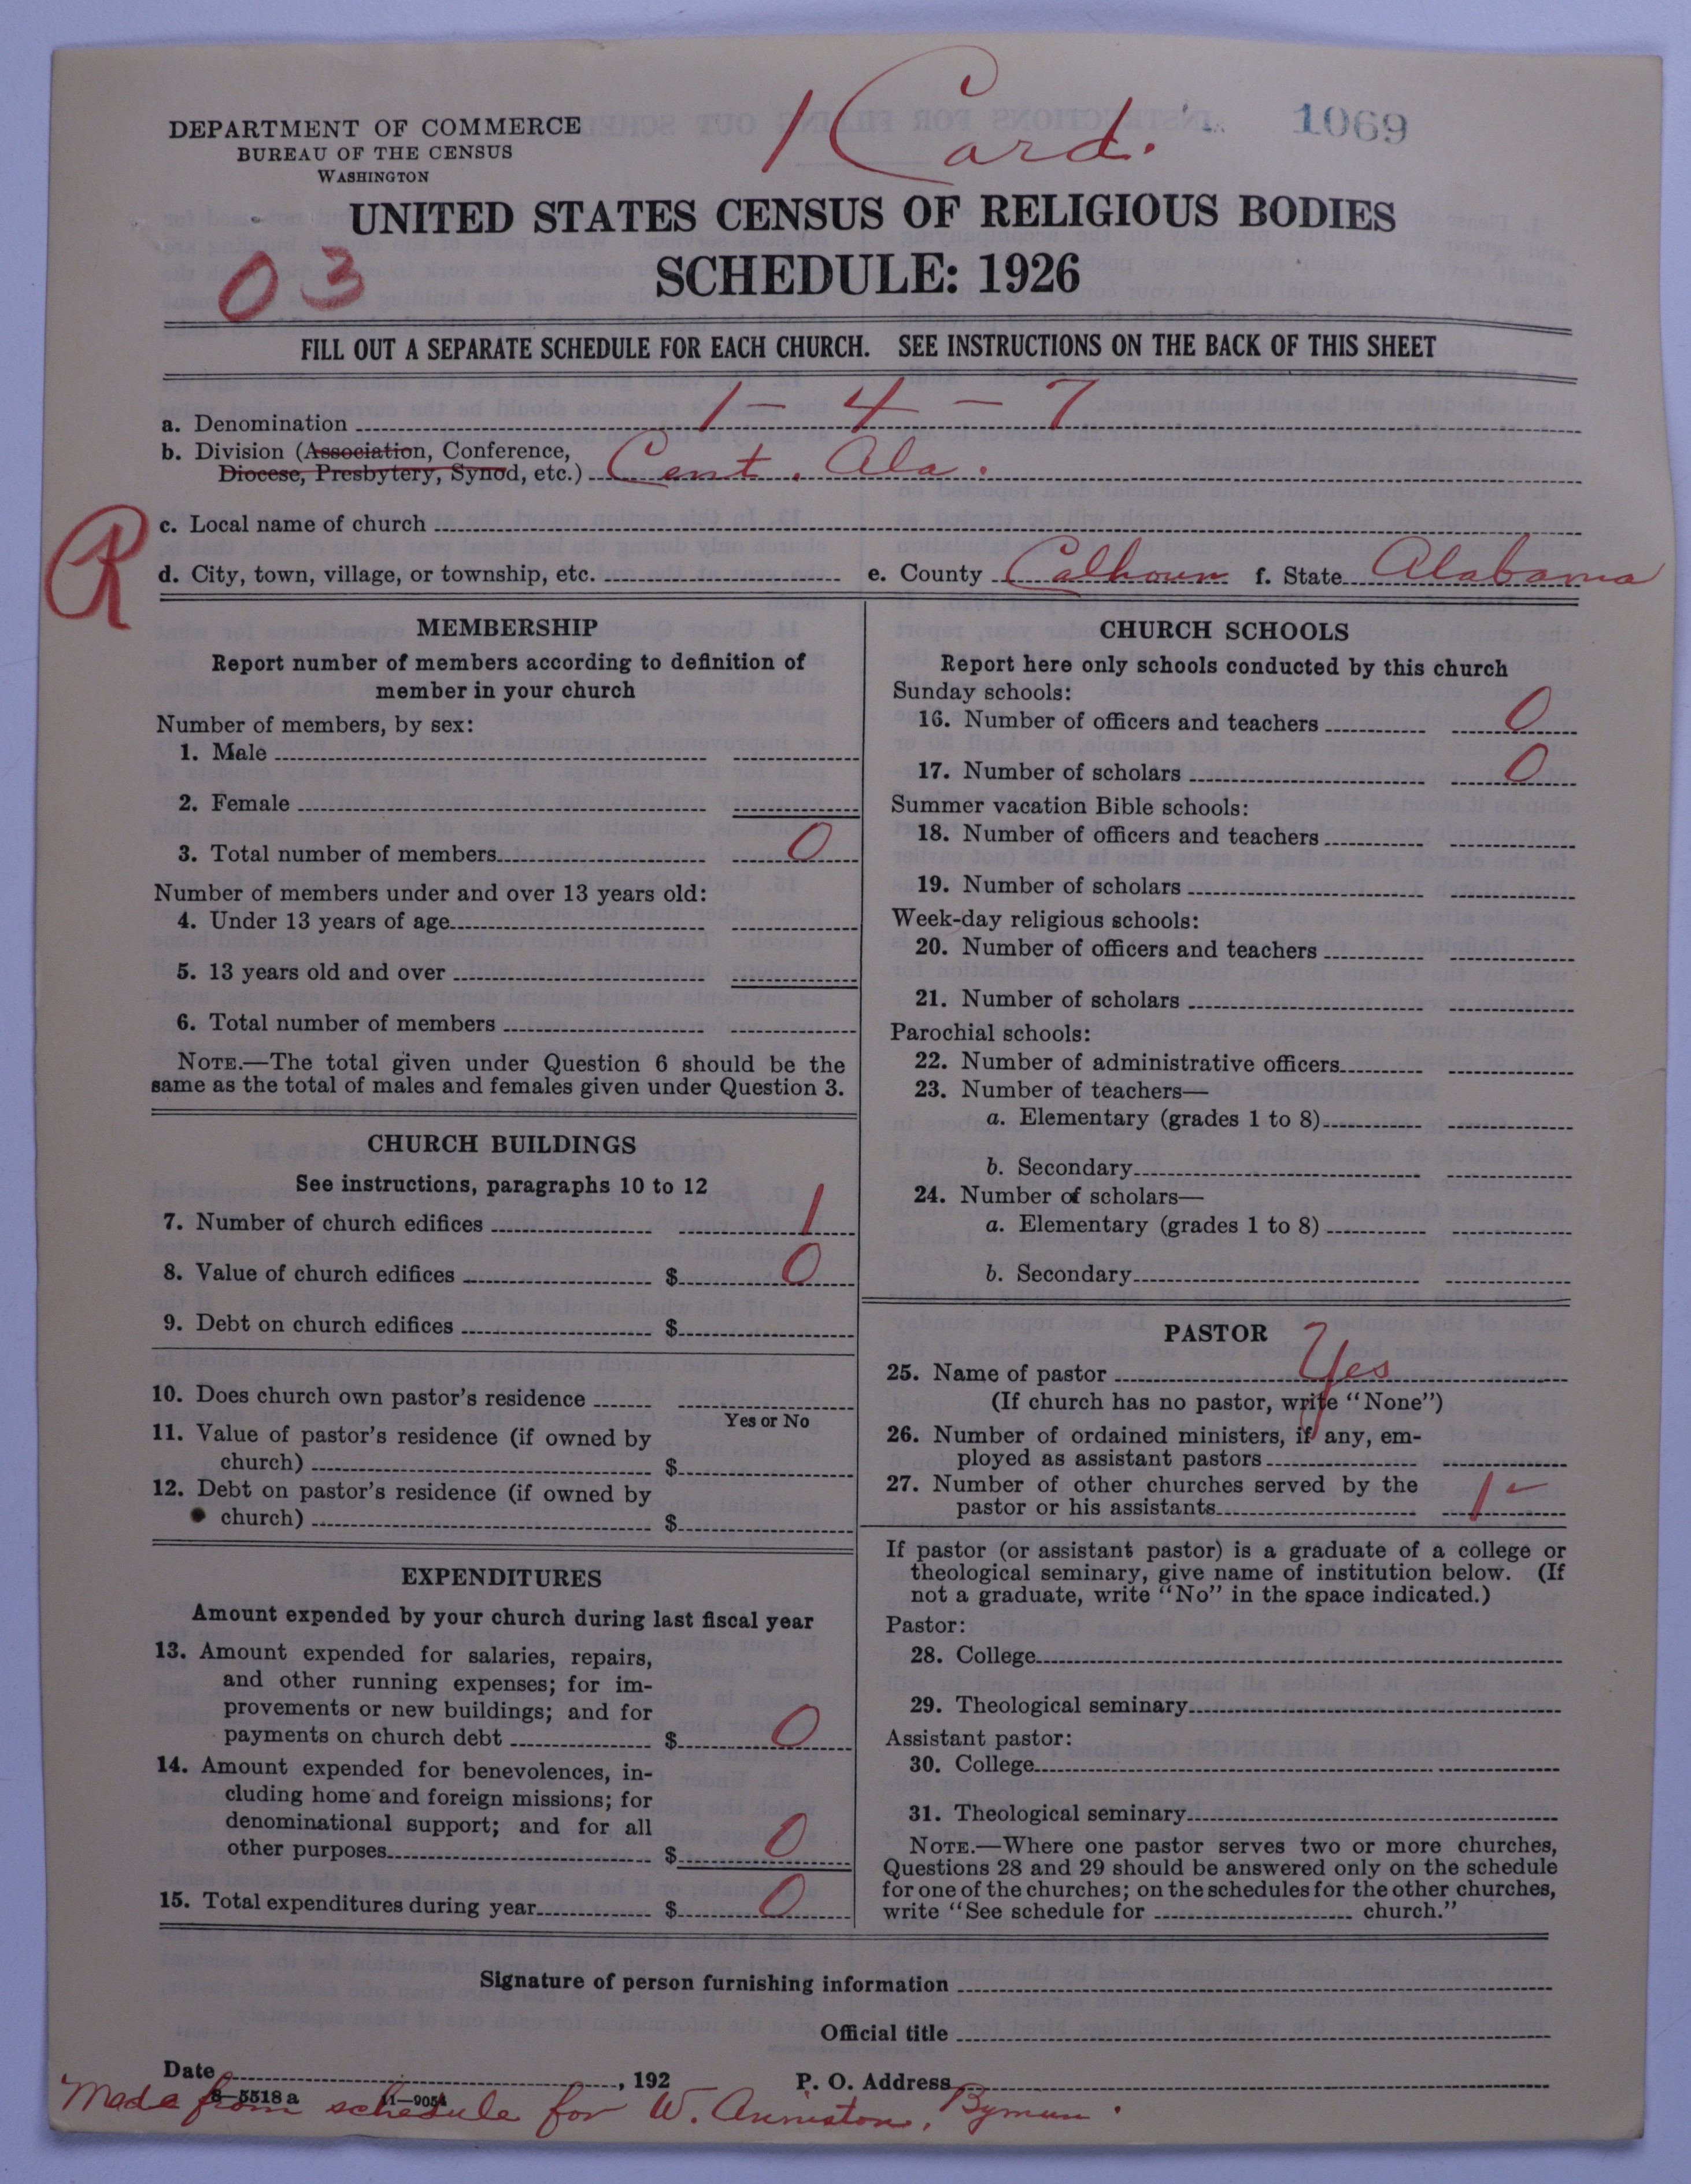 1 Card.
1069
DEPARTMENT OF COMMERCE
BUREAU OF THE CENSUS
WASHINGTON
UNITED STATES CENSUS OF RELIGIOUS BODIES
SCHEDULE: 1926
03
FILL OUT A SEPARATE SCHEDULE FOR EACH CHURCH. SEE INSTRUCTIONS ON THE BACK OF THIS SHEET
a. Denomination 1-4-7
b. Division (Association, Conference,
Diocese, Presbytery, Synod, etc.) Cent. Ala.
R
c. Local name of church
d. City, town, village, or township, etc. e. County Calhoun f. State Alabama
MEMBERSHIP
Report number of members according to definition of
member in your church
Number of members, by sex:
1. Male
2. Female
3. Total number of members 0
Number of members under and over 13 years old:
4. Under 13 years of age
5. 13 years old and over
6. Total number of members
NOTE.—The total given under Question 6 should be the
same as the total of males and females given under Question 3.
CHURCH BUILDINGS
See instructions, paragraphs 10 to 12
7. Number of church edifices 1
8. Value of church edifices $ 0
9. Debt on church edifices $
10. Does church own pastor's residence
Yes or No
11. Value of pastor's residence (if owned by
church) $
12. Debt on pastor's residence (if owned by
church) $
EXPENDITURES
Amount expended by your church during last fiscal year
13. Amount expended for salaries, repairs,
and other running expenses; for im-
provements or new buildings; and for
payments on church debt $ 0
14. Amount expended for benevolences, in-
cluding home and foreign missions; for
denominational support; and for all
other purposes $ 0
15. Total expenditures during year $ 0
CHURCH SCHOOLS
Report here only schools conducted by this church
Sunday schools:
16. Number of officers and teachers 0
17. Number of scholars 0
Summer vacation Bible schools:
18. Number of officers and teachers
19. Number of scholars
Week-day religious schools:
20. Number of officers and teachers
21. Number of scholars
Parochial schools:
22. Number of administrative officers
23. Number of teachers—
a. Elementary (grades 1 to 8)
b. Secondary
24. Number of scholars—
a. Elementary (grades 1 to 8)
b. Secondary
PASTOR
25. Name of pastor Yes
(If church has no pastor, write "None")
26. Number of ordained ministers, if any, em-
ployed as assistant pastors
27. Number of other churches served by the
pastor or his assistants 1
If pastor (or assistant pastor) is a graduate of a college or
theological seminary, give name of institution below. (If
not a graduate, write "No" in the space indicated.)
Pastor:
28. College
29. Theological seminary
Assistant pastor:
30. College
31. Theological seminary
NOTE.—Where one pastor serves two or more churches,
Questions 28 and 29 should be answered only on the schedule
for one of the churches; on the schedules for the other churches,
write "See schedule for church."
Signature of person furnishing information
Official title
Date , 192 P. O. Address
8—5518 a 11—9054
Made from schedule for W. Anniston, Bymun.